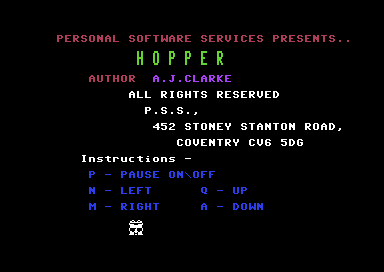 PERSONAL SOFTWARE SERVICES PRESENTS..
HOPPER
AUTHOR A.J.CLARKE
ALL RIGHTS RESERVED
P.S.S.,
452 STONEY STANTON ROAD,
COVENTRY CV6 5DG
Instructions -
P - PAUSE ON\OFF
N - LEFT Q - UP
M - RIGHT A - DOWN